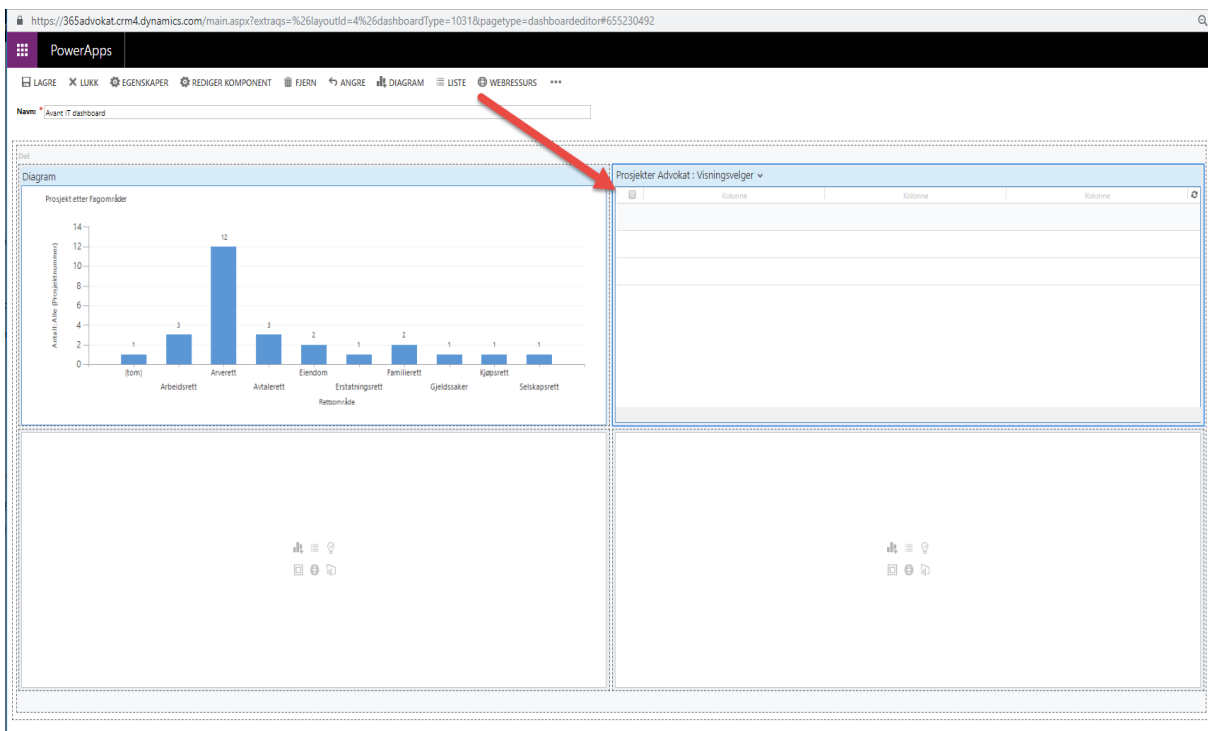 https://365advokat.crm4.dynamics.com/main.aspx?extraqs=%26layoutId=4%26dashboardType=1031&pagetype=dashboardeditor#655230492
PowerApps
LAGRE LUKK EGENSKAPER REDIGER KOMPONENT FJERN ANGRE DIAGRAM LISTE WEBRESSURS •••
Navn: * Avant IT dashboard
Del
Diagram
Prosjekt etter Fagområder
Antall: Alle (Prosjektnummer)
14
12
10
8
6
4
2
0
1
3
12
3
2
1
2
1
1
1
(tom)
Arbeidsrett
Arverett
Avtalerett
Eiendom
Erstatningsrett
Familierett
Gjeldssaker
Kjøpsrett
Selskapsrett
Rettsområde
Prosjekter Advokat : Visningsvelger
Kolonne Kolonne Kolonne